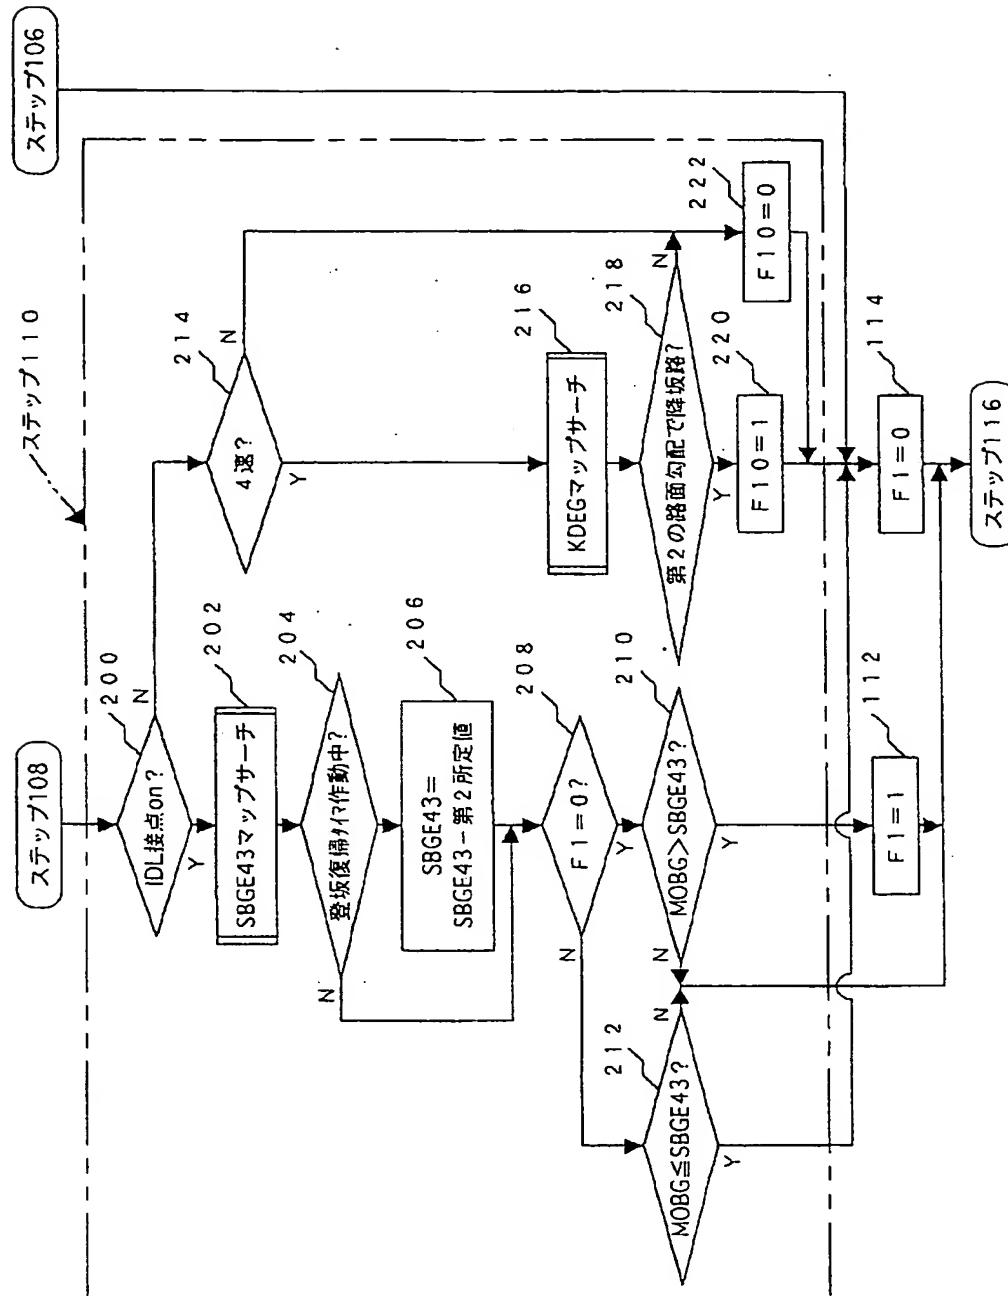 ステップ106
ステップ110
ステップ108
200
IDL接点on?
N
Y
202
SBGE43マップサーチ
204
登坂復帰タイマ作動中?
N
206
SBGE43=
SBGE43-第2所定値
208
F1=0?
N
Y
210
MOBG>SBGE43?
N
Y
212
MOBG≦SBGE43?
N
Y
214
4速?
N
Y
216
KDEGマップサーチ
218
第2の路面勾配で降坂路?
N
Y
220
F10=1
222
F10=0
112
F1=1
114
F1=0
ステップ116